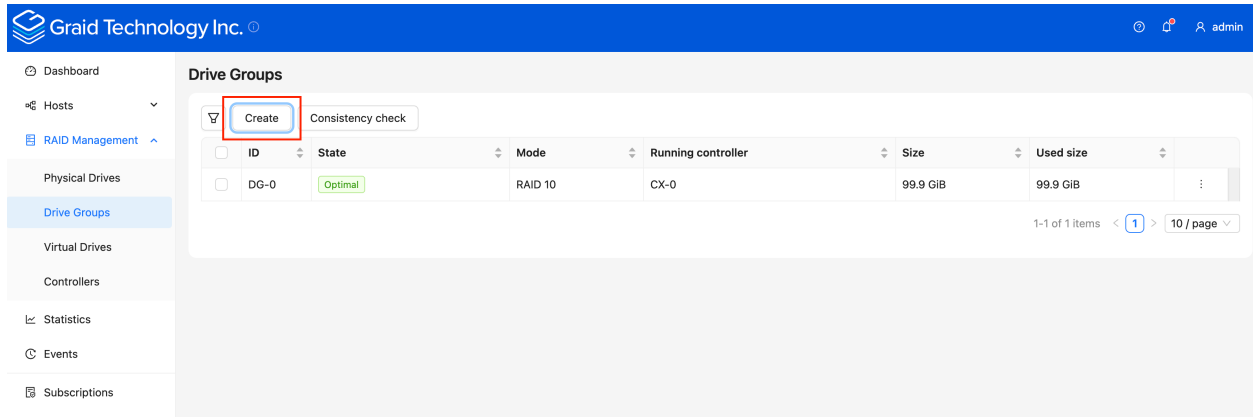 Graid Technology Inc.
admin
Dashboard
Hosts
RAID Management
Physical Drives
Drive Groups
Virtual Drives
Controllers
Statistics
Events
Subscriptions
Drive Groups
Create Consistency check
ID State Mode Running controller Size Used size
DG-0 Optimal RAID 10 CX-0 99.9 GiB 99.9 GiB
1-1 of 1 items < 1 > 10 / page